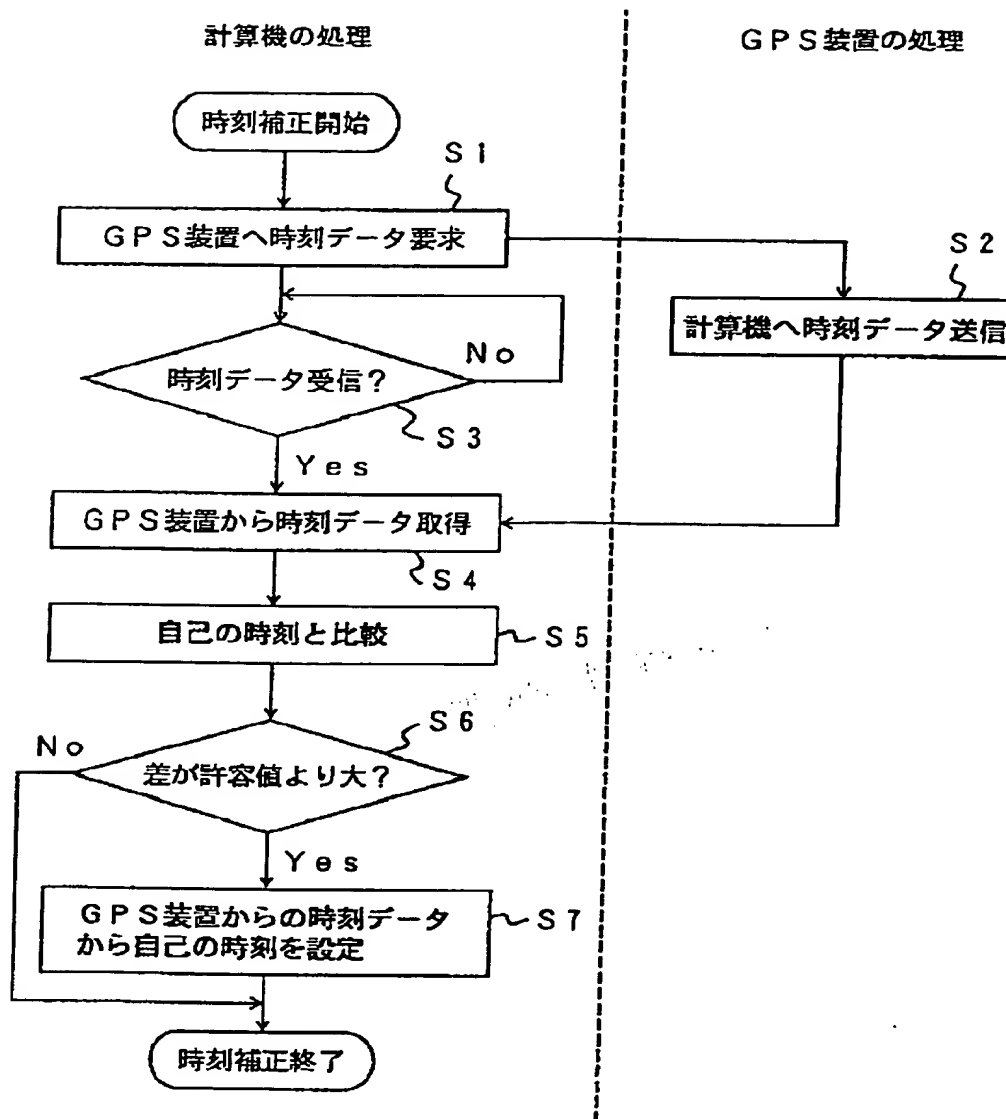 計算機の処理
GPS装置の処理
時刻補正開始
S1
GPS装置へ時刻データ要求
S2
計算機へ時刻データ送信
時刻データ受信?
No
S3
Yes
GPS装置から時刻データ取得
S4
自己の時刻と比較
S5
S6
No
差が許容値より大?
Yes
GPS装置からの時刻データ
から自己の時刻を設定
S7
時刻補正終了